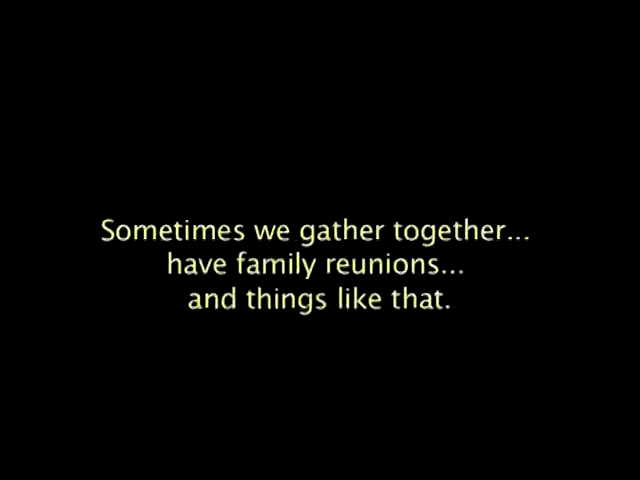 Sometimes we gather together...
have family reunions...
and things like that.